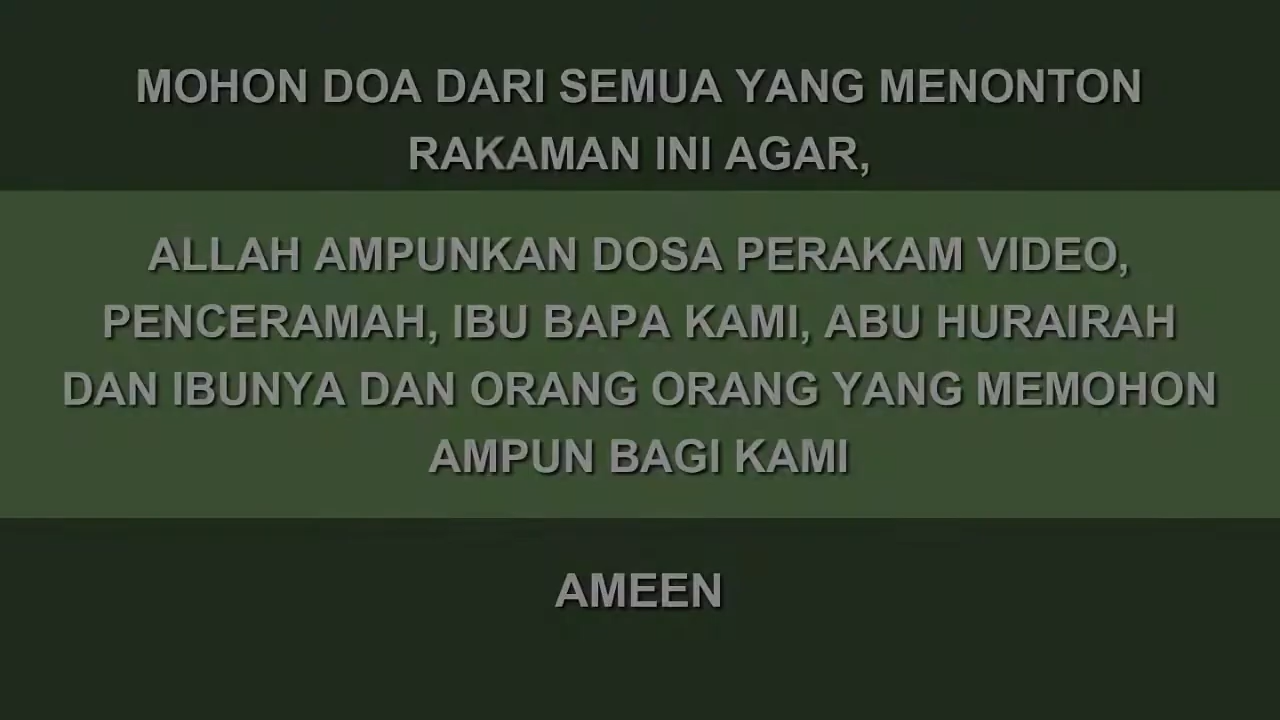 MOHON DOA DARI SEMUA YANG MENONTON
RAKAMAN INI AGAR,
ALLAH AMPUNKAN DOSA PERAKAM VIDEO,
PENCERAMAH, IBU BAPA KAMI, ABU HURAIRAH
DAN IBUNYA DAN ORANG ORANG YANG MEMOHON
AMPUN BAGI KAMI
AMEEN